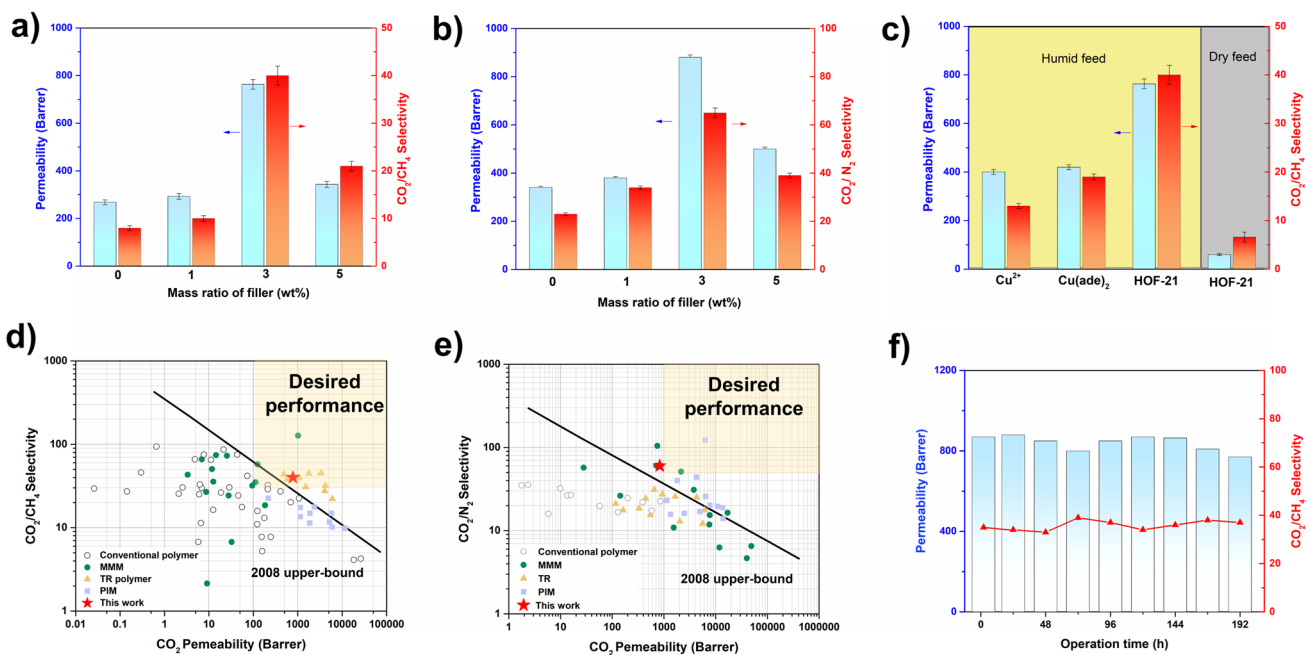 a)
1000
800
600
400
200
0
Permeability (Barrer)
50
40
30
20
10
0
CO2/CH4 Selectivity
0 1 3 5
Mass ratio of filler (wt%)
b)
1000
800
600
400
200
0
Permeability (Barrer)
100
80
60
40
20
0
CO2/ N2 Selectivity
0 1 3 5
Mass ratio of filler (wt%)
c)
1000
800
600
400
200
0
Permeability (Barrer)
Humid feed
Dry feed
50
40
30
20
10
0
CO2/CH4 Selectivity
Cu2+ Cu(ade)2 HOF-21 HOF-21
d)
1000
100
10
1
CO2/CH4 Selectivity
Desired
performance
Conventional polymer
MMM
TR polymer
PIM
This work
2008 upper-bound
0.01 0.1 1 10 100 1000 10000 100000
CO2 Pemeability (Barrer)
e)
1000
100
10
1
CO2/N2 Selectivity
Desired
performance
Conventional polymer
MMM
TR
PIM
This work
2008 upper-bound
1 10 100 1000 10000 100000 1000000
CO2 Pemeability (Barrer)
f)
1200
800
400
0
Permeability (Barrer)
100
90
80
70
60
50
40
30
20
10
0
CO2/CH4 Selectivity
0 48 96 144 192
Operation time (h)